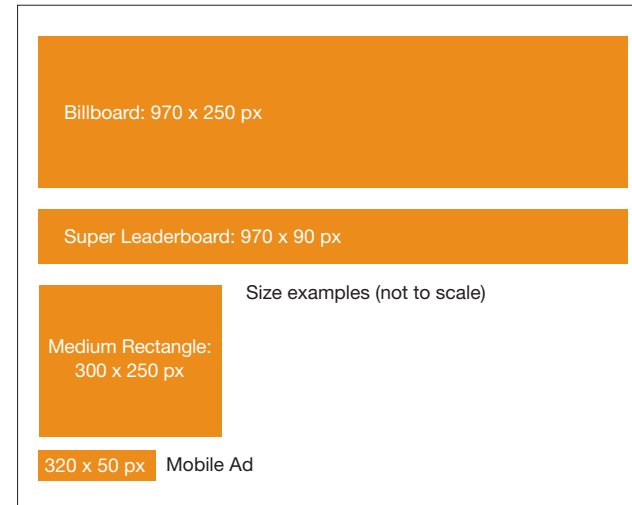 Billboard: 970 x 250 px
Super Leaderboard: 970 x 90 px
Size examples (not to scale)
Medium Rectangle:
300 x 250 px
320 x 50 px Mobile Ad